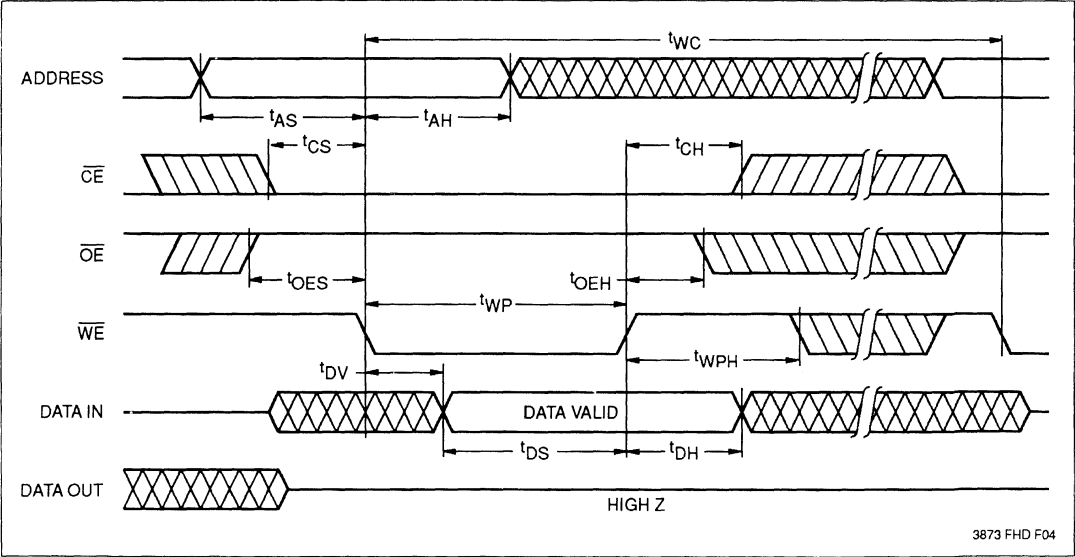 tWC
ADDRESS
tAS
tAH
tCS
tCH
CE
OE
tOES
tOEH
tWP
WE
tWPH
tDV
DATA IN
DATA VALID
tDS
tDH
DATA OUT
HIGH Z
3873 FHD F04